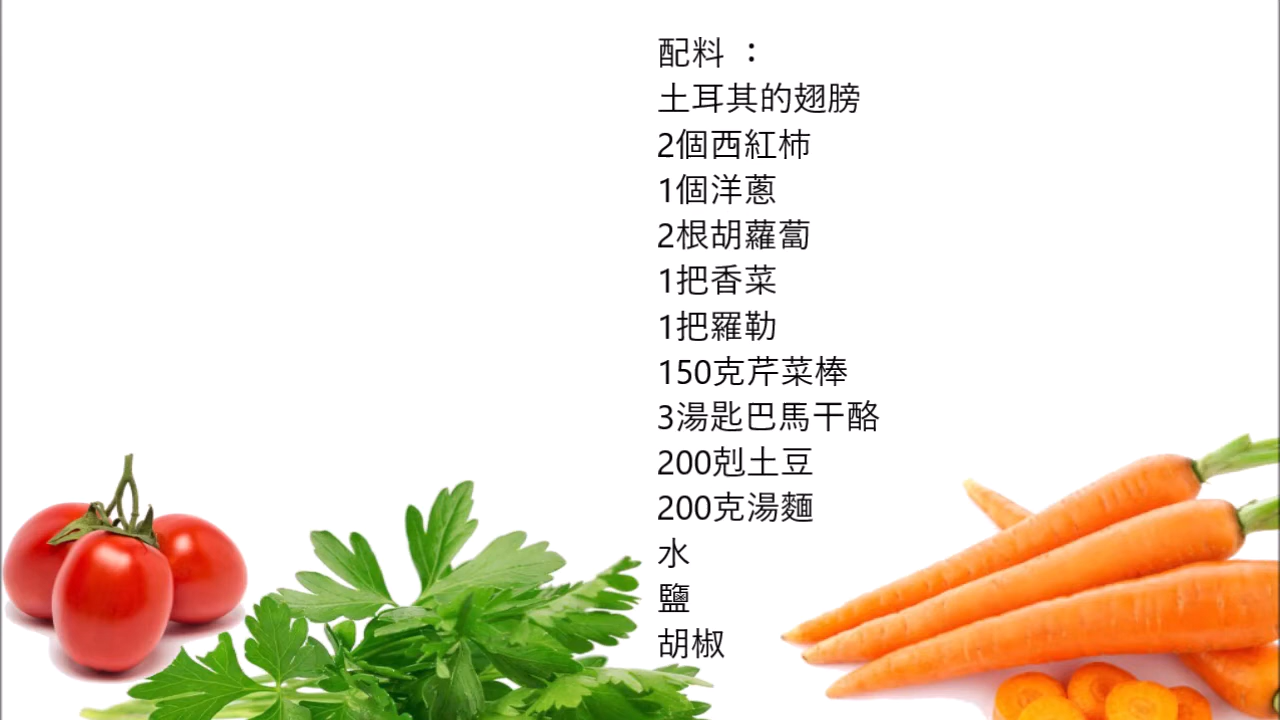 配料 ：
土耳其的翅膀
2個西紅柿
1個洋蔥
2根胡蘿蔔
1把香菜
1把羅勒
150克芹菜棒
3湯匙巴馬干酪
200剋土豆
200克湯麵
水
鹽
胡椒